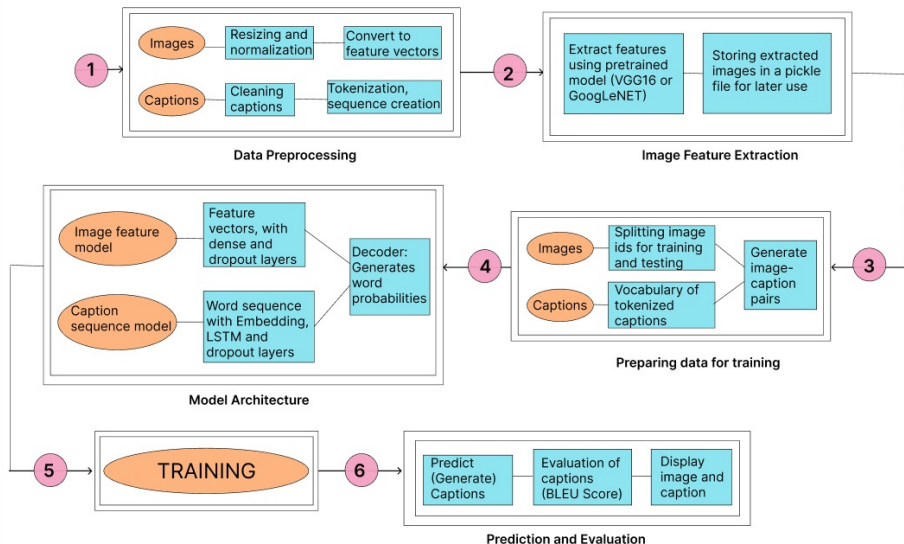 1
Images
Resizing and
normalization
Convert to
feature vectors
Captions
Cleaning
captions
Tokenization,
sequence creation
Data Preprocessing
2
Extract features
using pretrained
model (VGG16 or
GoogLeNET)
Storing extracted
images in a pickle
file for later use
Image Feature Extraction
3
Images
Splitting image
ids for training
and testing
Captions
Vocabulary of
tokenized
captions
Generate
image-
caption
pairs
Preparing data for training
4
Image feature
model
Feature
vectors, with
dense and
dropout layers
Caption
sequence model
Word sequence
with Embedding,
LSTM and
dropout layers
Decoder:
Generates
word
probabilities
Model Architecture
5
TRAINING
6
Predict
(Generate)
Captions
Evaluation of
captions
(BLEU Score)
Display
image and
caption
Prediction and Evaluation